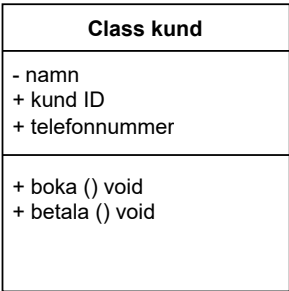 Class kund
- namn
+ kund ID
+ telefonnummer
+ boka () void
+ betala () void